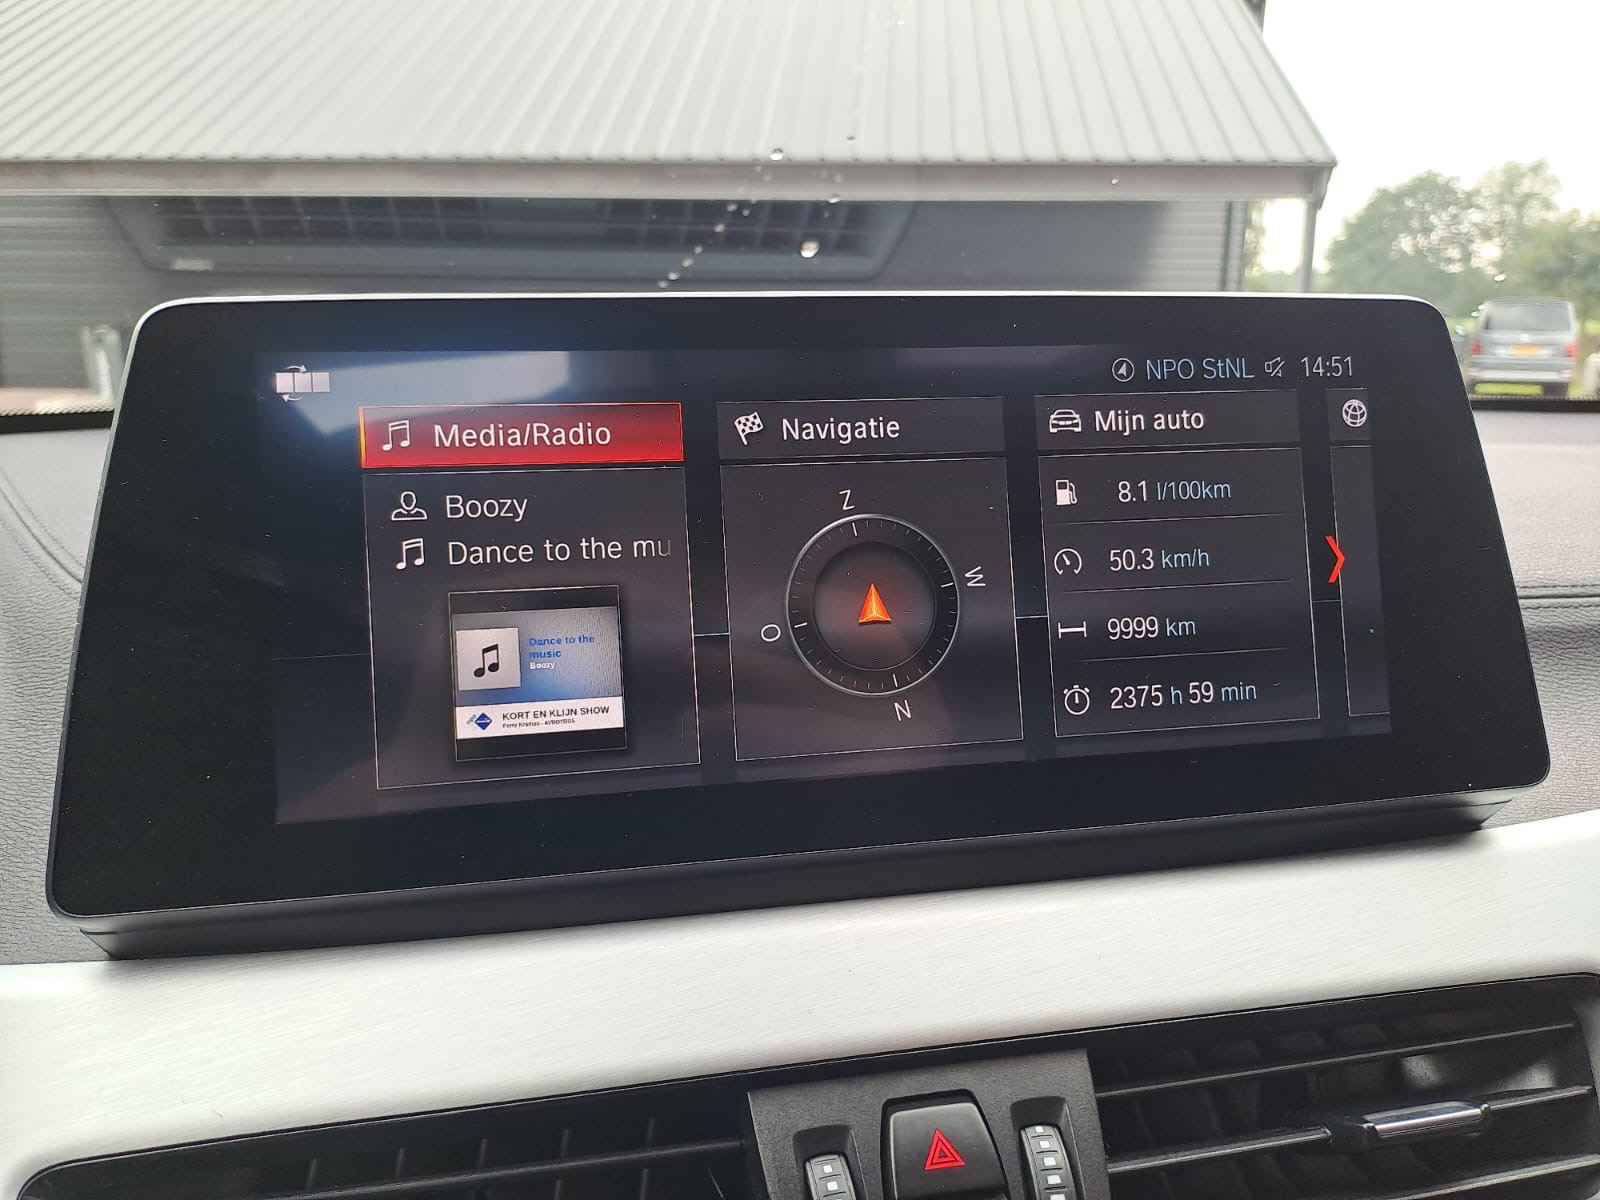 NPO StNL 14:51
Media/Radio
Boozy
Dance to the mu
Dance to the
music
Boozy
KORT EN KLIJN SHOW
Navigatie
Z
W
O
N
Mijn auto
8.1 l/100km
50.3 km/h
9999 km
2375 h 59 min